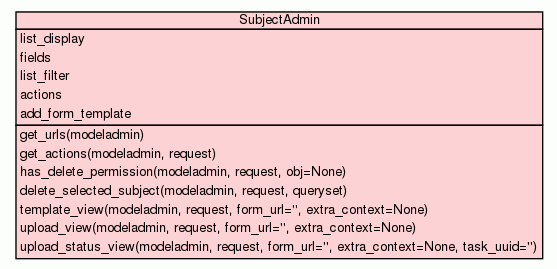 SubjectAdmin
list_display
fields
list_filter
actions
add_form_template
get_urls(modeladmin)
get_actions(modeladmin, request)
has_delete_permission(modeladmin, request, obj=None)
delete_selected_subject(modeladmin, request, queryset)
template_view(modeladmin, request, form_url='', extra_context=None)
upload_view(modeladmin, request, form_url='', extra_context=None)
upload_status_view(modeladmin, request, form_url='', extra_context=None, task_uuid='')